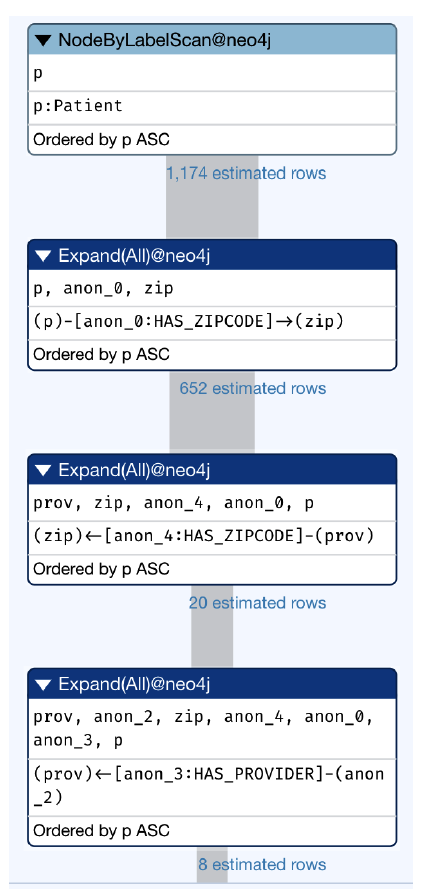 NodeByLabelScan@neo4j
p
p:Patient
Ordered by p ASC
1,174 estimated rows
Expand(All)@neo4j
p, anon_0, zip
(p)-[anon_0:HAS_ZIPCODE]→(zip)
Ordered by p ASC
652 estimated rows
Expand(All)@neo4j
prov, zip, anon_4, anon_0, p
(zip)←[anon_4:HAS_ZIPCODE]-(prov)
Ordered by p ASC
20 estimated rows
Expand(All)@neo4j
prov, anon_2, zip, anon_4, anon_0,
anon_3, p
(prov)←[anon_3:HAS_PROVIDER]-(anon
_2)
Ordered by p ASC
8 estimated rows